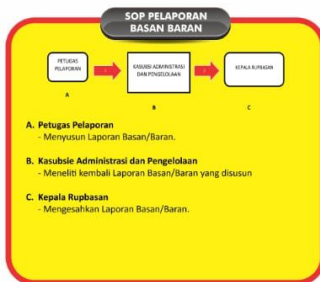 SOP PELAPORAN
BASAN BARAN
PETUGAS
PELAPORAN
KASUBSI ADMINISTRASI
DAN PENGELOLAAN
KEPALA RUPBASAN
A
B
C
A. Petugas Pelaporan
- Menyusun Laporan Basan/Baran.
B. Kasubsie Administrasi dan Pengelolaan
- Meneliti kembali Laporan Basan/Baran yang disusun
C. Kepala Rupbasan
- Mengesahkan Laporan Basan/Baran.